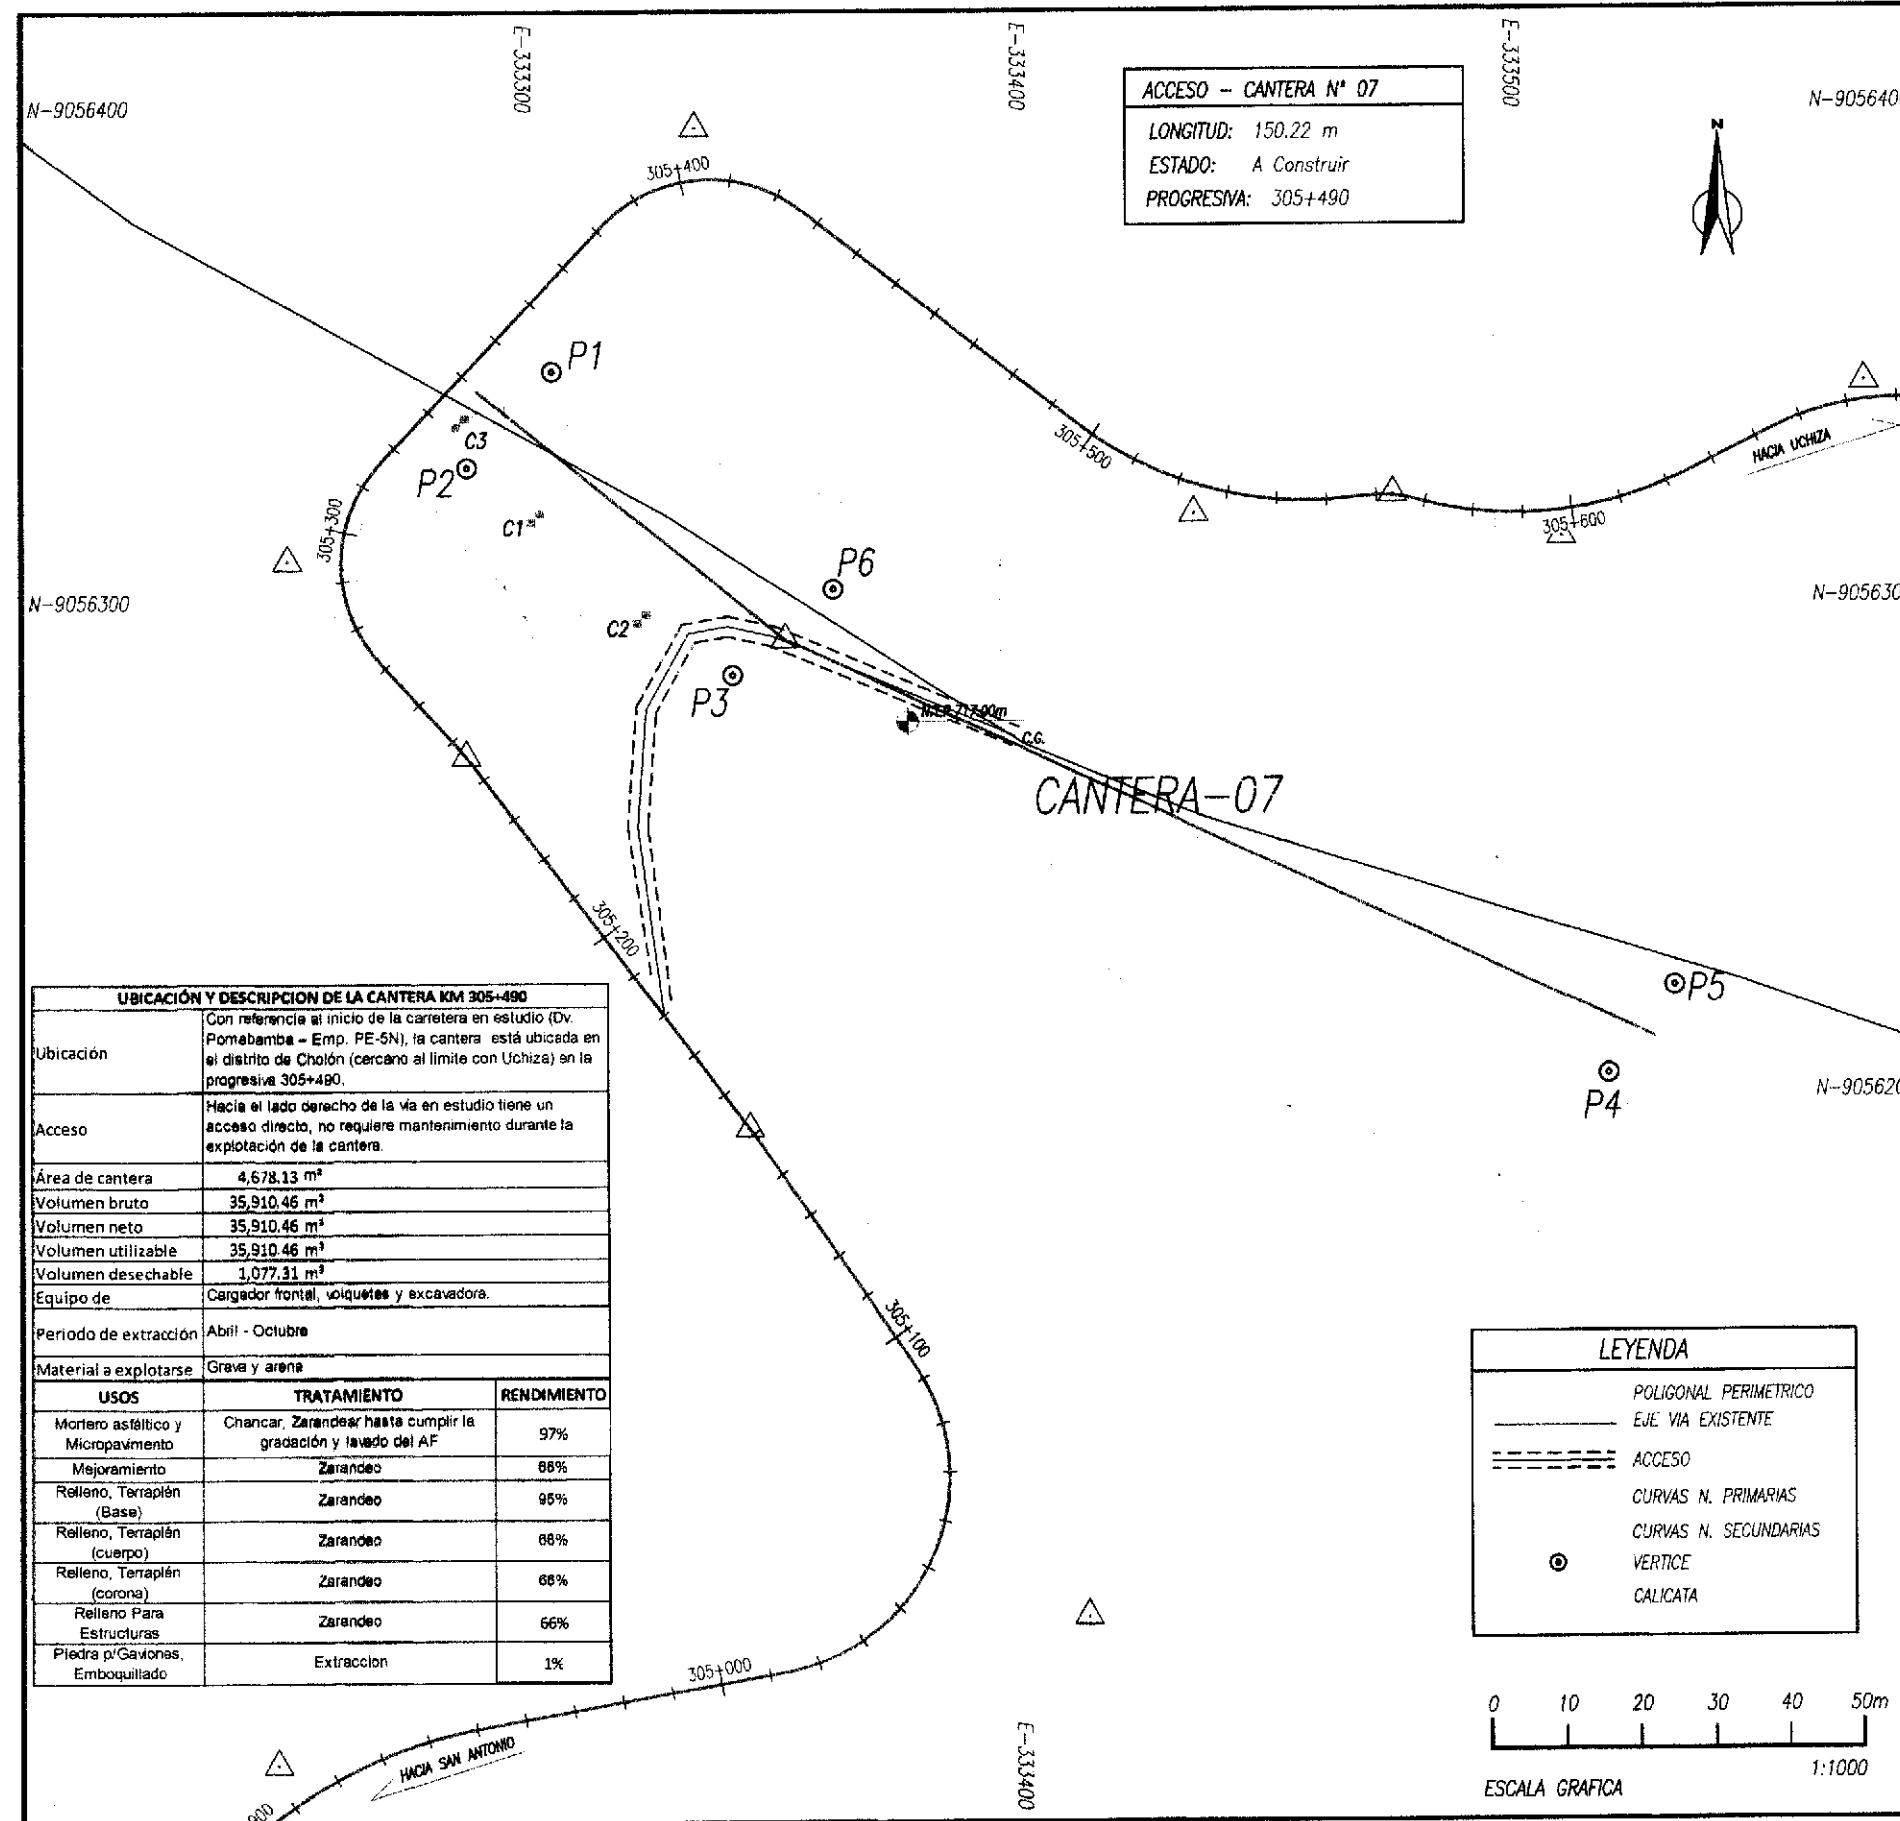 E-333300
E-333400
E-333500
N-9056400
N-905640
ACCESO - CANTERA N° 07
LONGITUD: 150.22 m
ESTADO: A Construir
PROGRESIVA: 305+490
N
305+400
P1
C3
P2
C1
305+300
305+500
HACIA UCHIZA
305+600
P6
N-9056300
N-905630
C2
P3
N.T.P. 717.00m
C.G.
CANTERA-07
305+200
P5
P4
N-905620
UBICACIÓN Y DESCRIPCION DE LA CANTERA KM 305+490
Ubicación
Con referencia al inicio de la carretera en estudio (Dv.
Pomabamba – Emp. PE-5N), la cantera está ubicada en
el distrito de Cholón (cercano al limite con Uchiza) en la
progresiva 305+490.
Acceso
Hacia el lado derecho de la vía en estudio tiene un
acceso directo, no requiere mantenimiento durante la
explotación de la cantera.
Área de cantera 4,678.13 m²
Volumen bruto 35,910.46 m³
Volumen neto 35,910.46 m³
Volumen utilizable 35,910.46 m³
Volumen desechable 1,077.31 m³
Equipo de Cargador frontal, volquetes y excavadora.
Periodo de extracción Abril - Octubre
Material a explotarse Grava y arena
USOS TRATAMIENTO RENDIMIENTO
Mortero asfáltico y
Micropavimento
Chancar, Zarandear hasta cumplir la
gradación y lavado del AF
97%
Mejoramiento Zarandeo
Relleno, Terraplén
(Base)
Zarandeo
95%
Relleno, Terraplén
(cuerpo)
Zarandeo
Relleno, Terraplén
(corona)
Zarandeo
Relleno Para
Estructuras
Zarandeo
66%
Piedra p/Gaviones,
Emboquillado
Extraccion
1%
305+100
305+000
HACIA SAN ANTONIO
900
E-333400
LEYENDA
POLIGONAL PERIMETRICO
EJE VIA EXISTENTE
ACCESO
CURVAS N. PRIMARIAS
CURVAS N. SECUNDARIAS
VERTICE
CALICATA
0 10 20 30 40 50m
1:1000
ESCALA GRAFICA